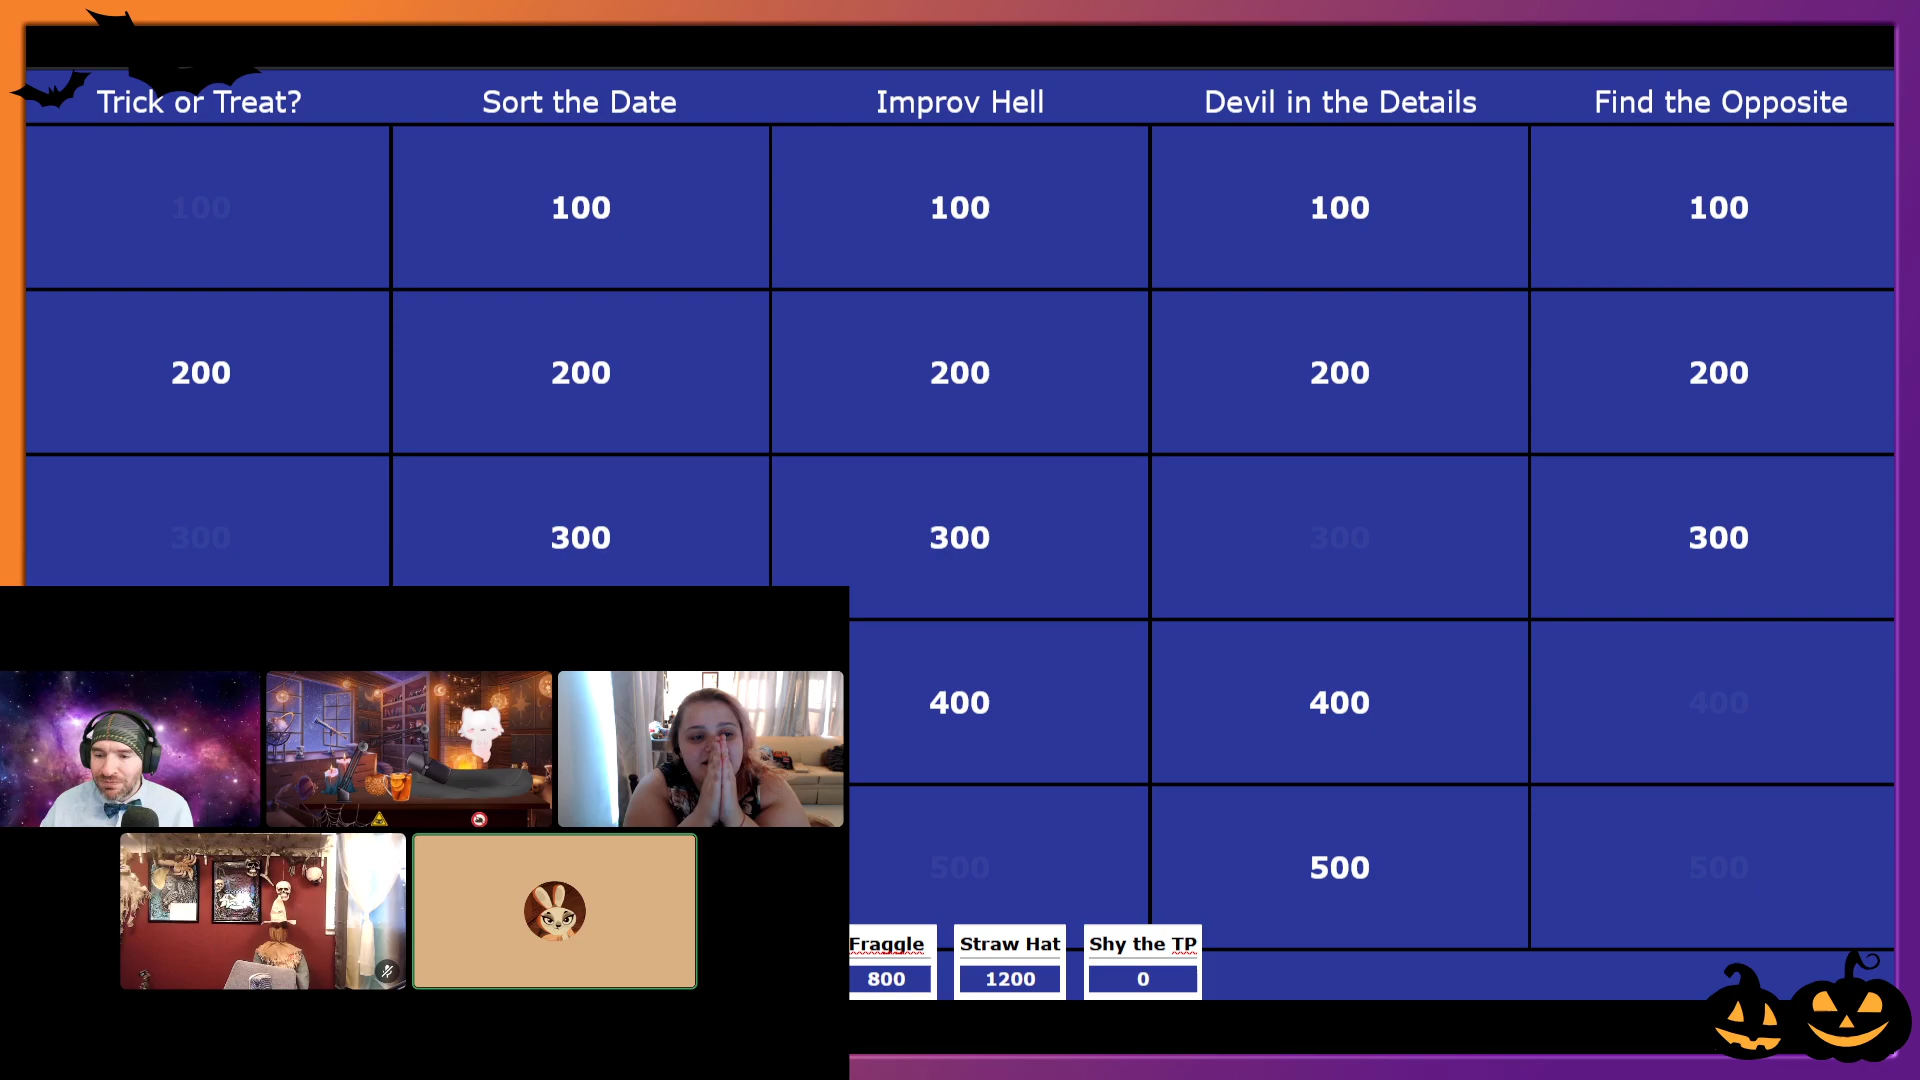 Trick or Treat? Sort the Date Improv Hell Devil in the Details Find the Opposite
100 100 100 100 100
200 200 200 200 200
300 300 300 300 300
400 400 400
500 500 500
Fraggle Straw Hat Shy the TP
800 1200 0